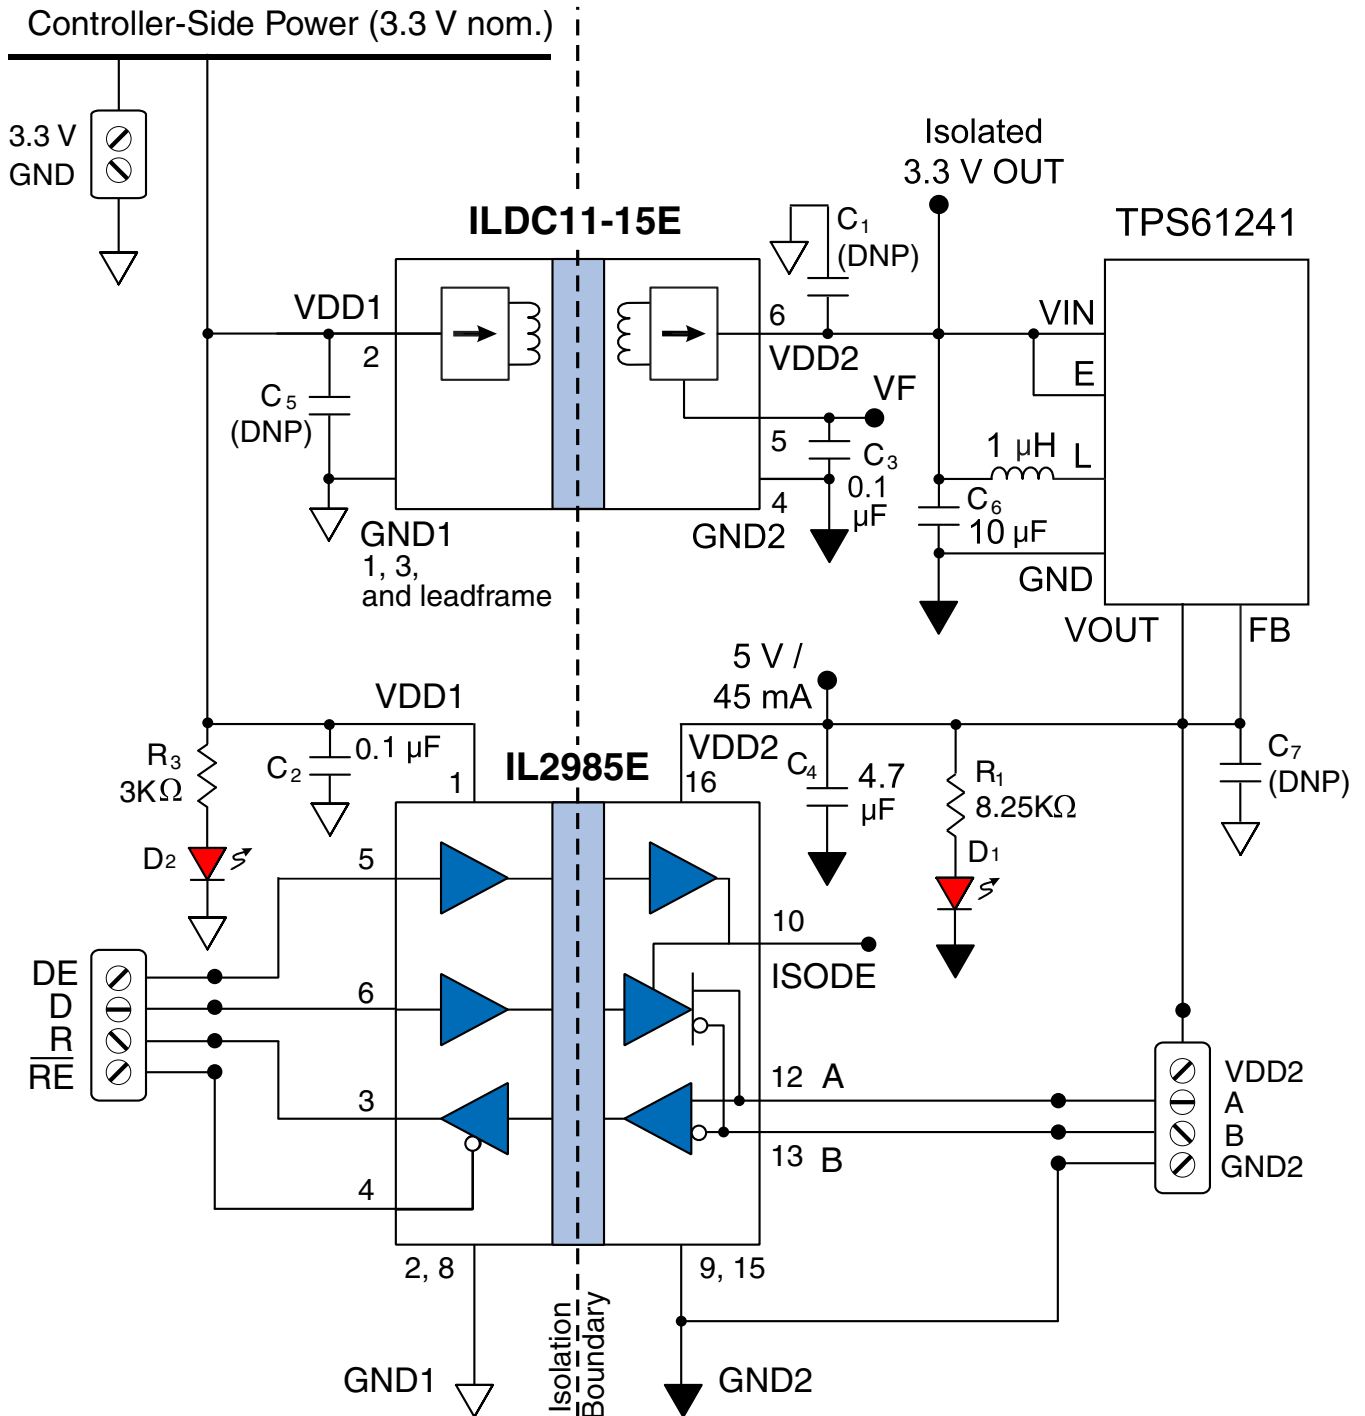 Controller-Side Power (3.3 V nom.)
3.3 V
GND
Isolated
3.3 V OUT
ILDC11-15E
TPS61241
C1
(DNP)
VDD1
2
6
VDD2
VIN
E
VF
C5
(DNP)
5
C3
0.1
µF
1 µH
L
4
C6
10 µF
GND1
1, 3,
and leadframe
GND2
GND
VOUT
FB
5 V /
45 mA
VDD1
VDD2
R3
3KΩ
C2
0.1 µF
1
IL2985E
16
C4
4.7
µF
R1
8.25KΩ
C7
(DNP)
D2
5
D1
10
ISODE
DE
D
R
RE
6
3
4
12 A
13 B
VDD2
A
B
GND2
2, 8
9, 15
Isolation
Boundary
GND1
GND2